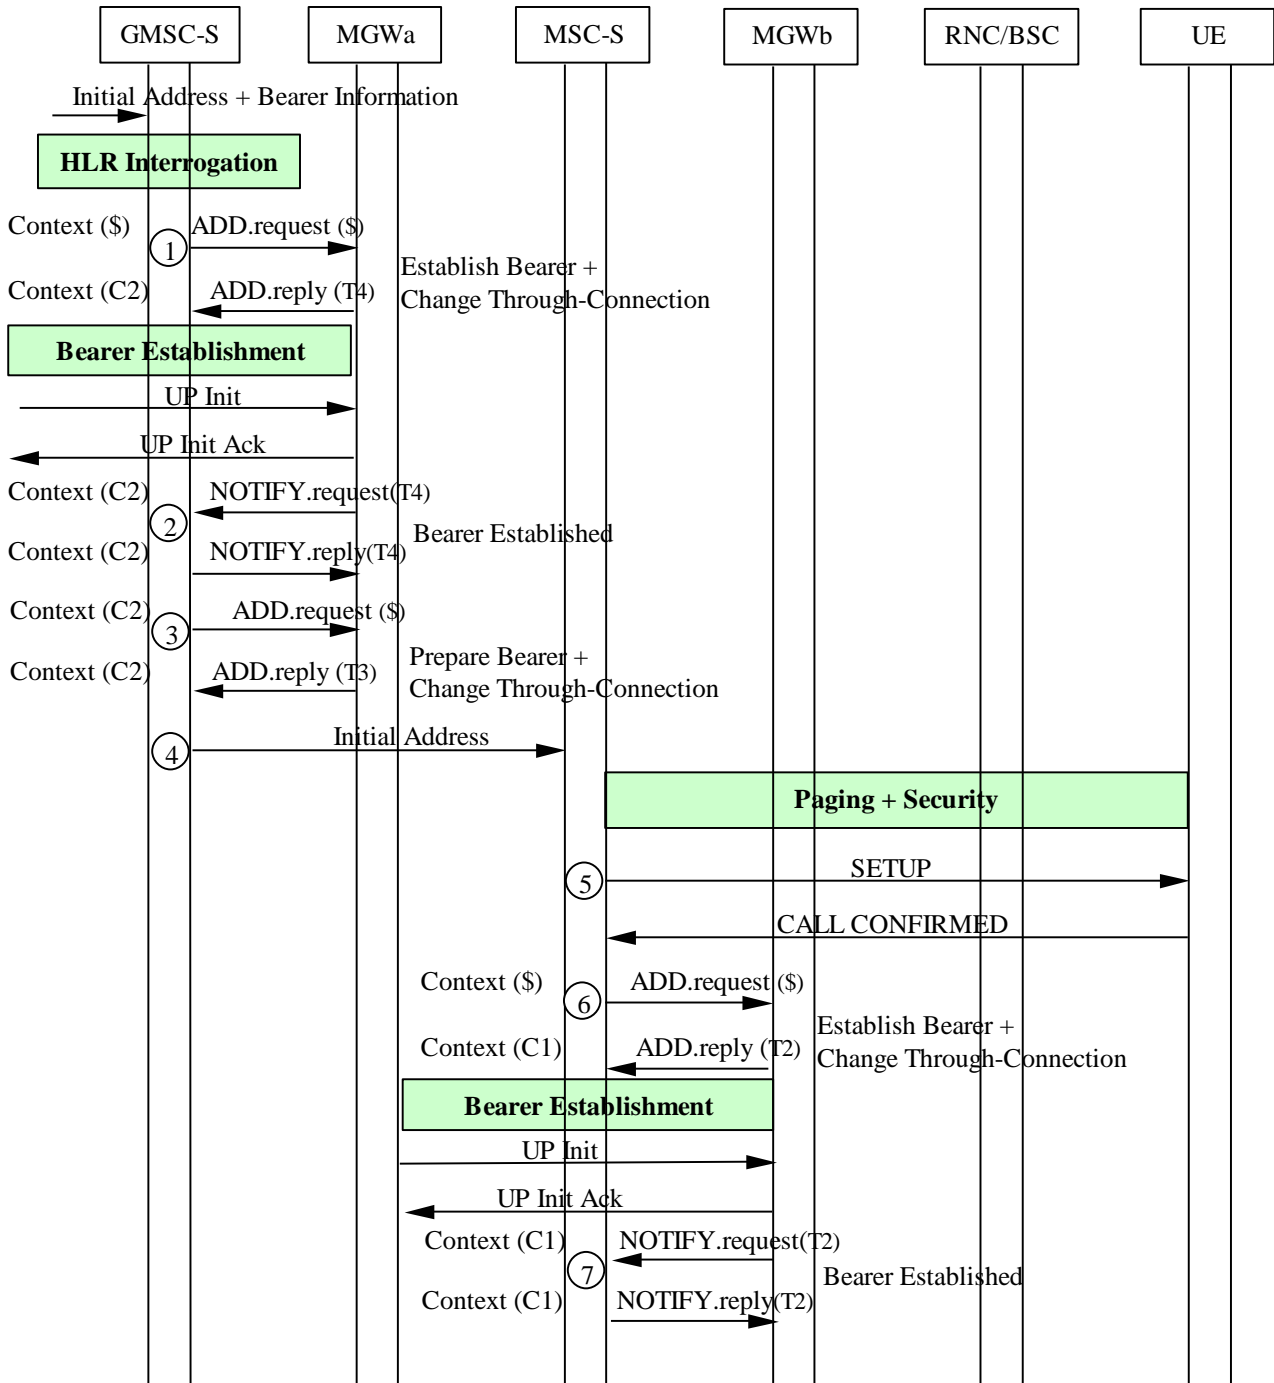 GMSC-S MGWa MSC-S MGWb RNC/BSC UE
Initial Address + Bearer Information
HLR Interrogation
Context ($) ADD.request ($)
1
Establish Bearer +
Context (C2) ADD.reply (T4)
Change Through-Connection
Bearer Establishment
UP Init
UP Init Ack
Context (C2) NOTIFY.request(T4)
2
Bearer Established
Context (C2) NOTIFY.reply(T4)
Context (C2) ADD.request ($)
3
Prepare Bearer +
Context (C2) ADD.reply (T3)
Change Through-Connection
Initial Address
4
Paging + Security
SETUP
5
CALL CONFIRMED
Context ($) ADD.request ($)
6
Establish Bearer +
Context (C1) ADD.reply (T2)
Change Through-Connection
Bearer Establishment
UP Init
UP Init Ack
Context (C1) NOTIFY.request(T2)
7
Bearer Established
Context (C1) NOTIFY.reply(T2)